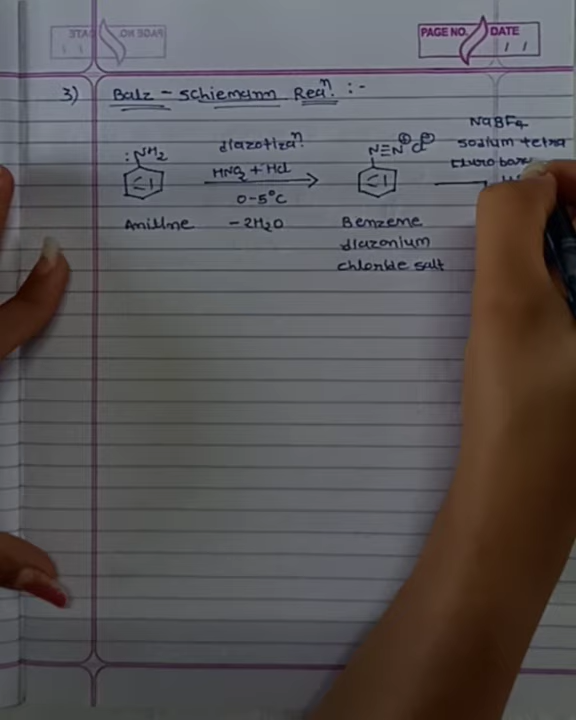 PAGE NO. DATE
/ /
3) Balz - Schiemann Reaⁿ. :-
NaBF4
:NH2 diazotizaⁿ. N≡N⊕ Cl⊖ sodium tetra
HNO2 + HCl
0-5°C
Aniline - 2H2O Benzene
diazonium
chloride salt